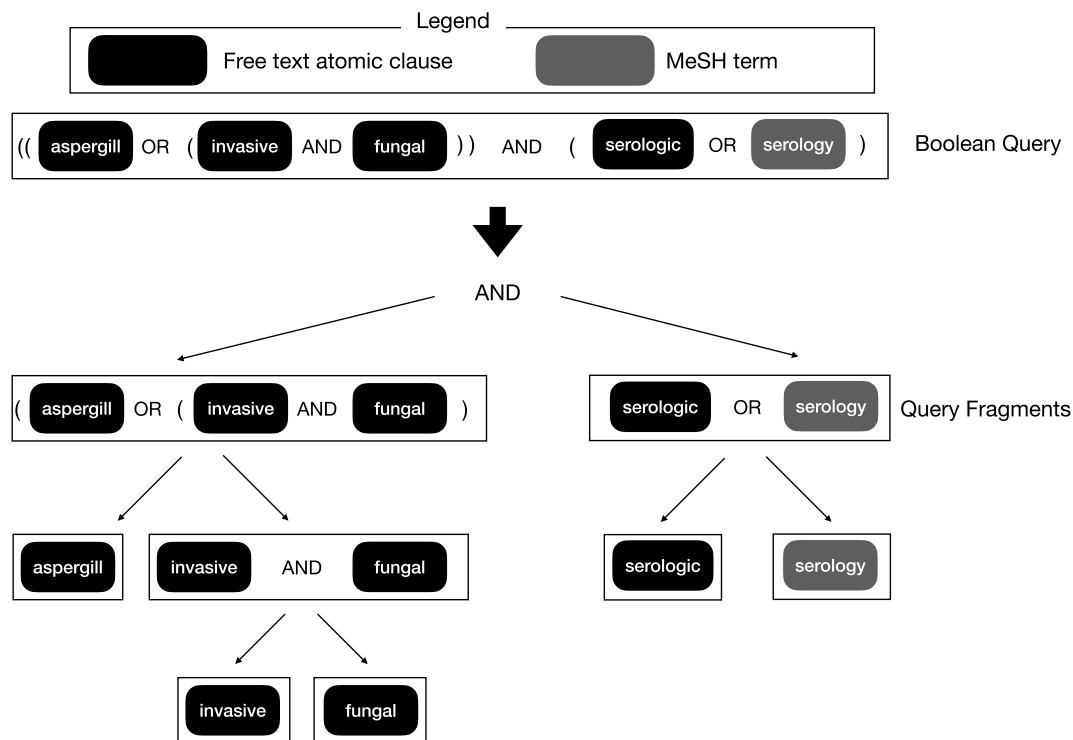 Legend
Free text atomic clause MeSH term
(( aspergill OR ( invasive AND fungal ) ) AND ( serologic OR serology ) Boolean Query
AND
( aspergill OR ( invasive AND fungal ) serologic OR serology Query Fragments
aspergill invasive AND fungal serologic serology
invasive fungal